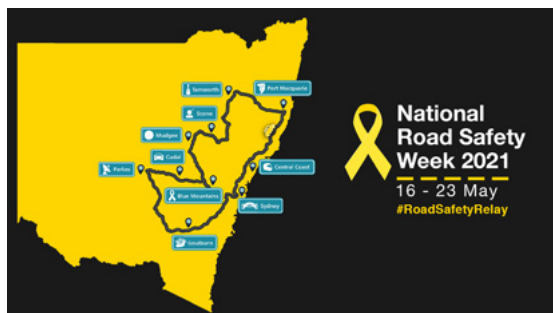 Tamworth
Port Macquarie
Scone
Mudgee
Cudal
Parkes
Central Coast
Blue Mountains
Sydney
Goulburn
National
Road Safety
Week 2021
16 - 23 May
#RoadSafetyRelay